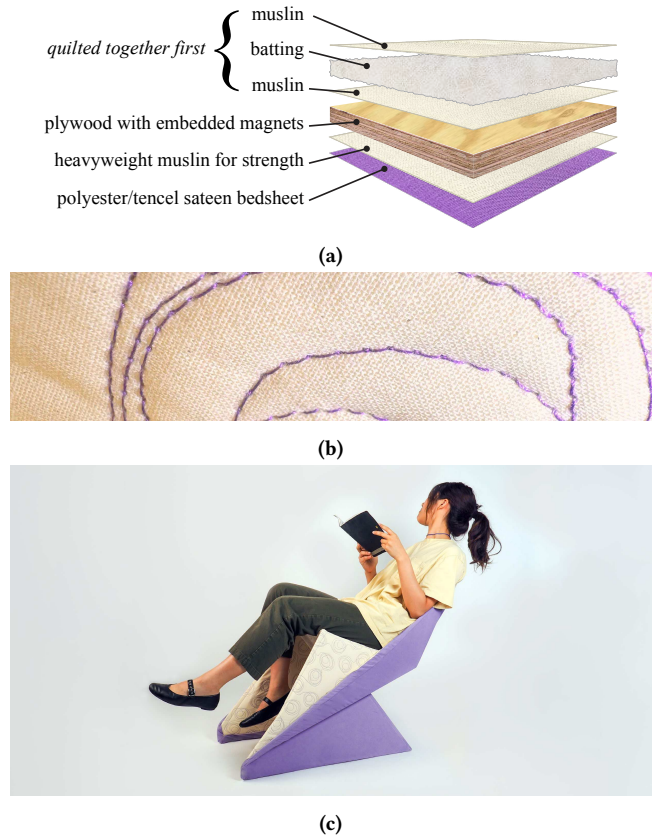 muslin
quilted together first
batting
muslin
plywood with embedded magnets
heavyweight muslin for strength
polyester/tencel sateen bedsheet
(a)
(b)
(c)